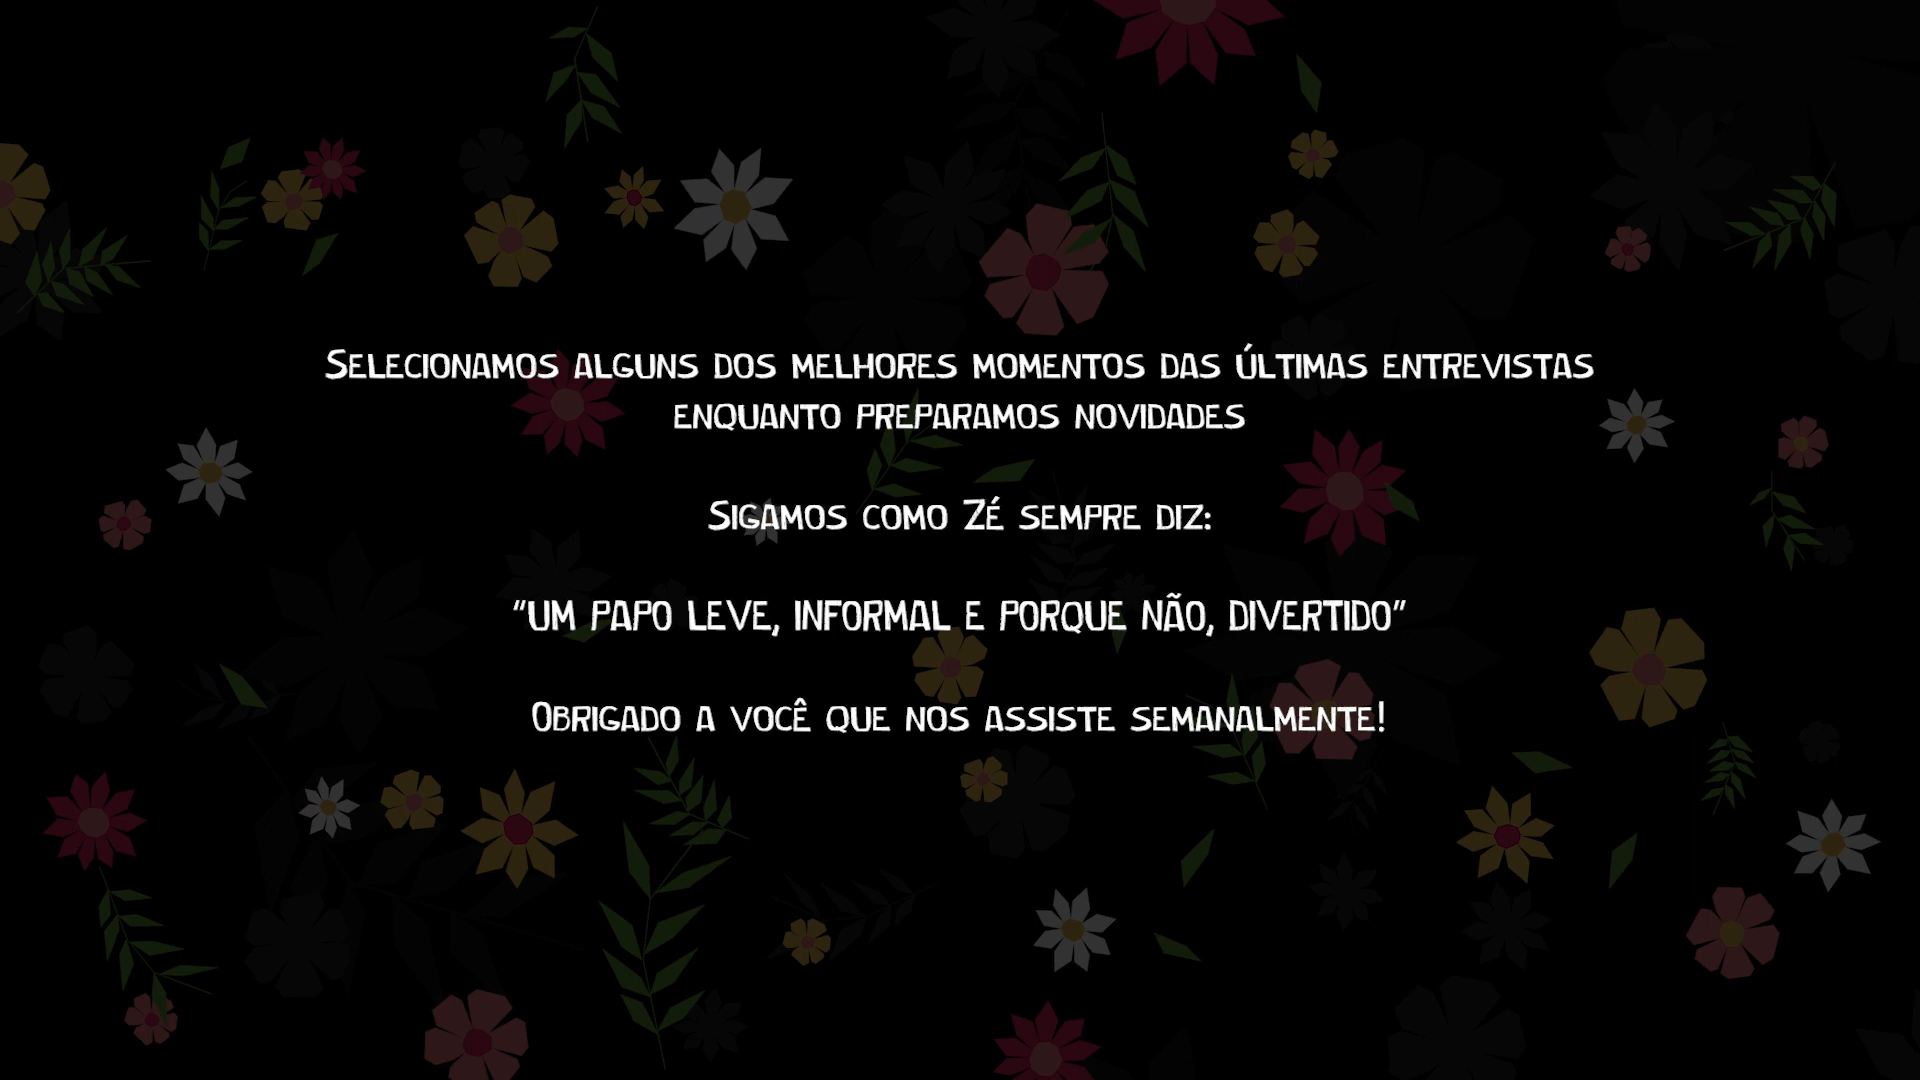 Selecionamos alguns dos melhores momentos das últimas entrevistas
enquanto preparamos novidades
Sigamos como Zé sempre diz:
“UM PAPO LEVE, INFORMAL E PORQUE NÃO, DIVERTIDO”
Obrigado a você que nos assiste semanalmente!